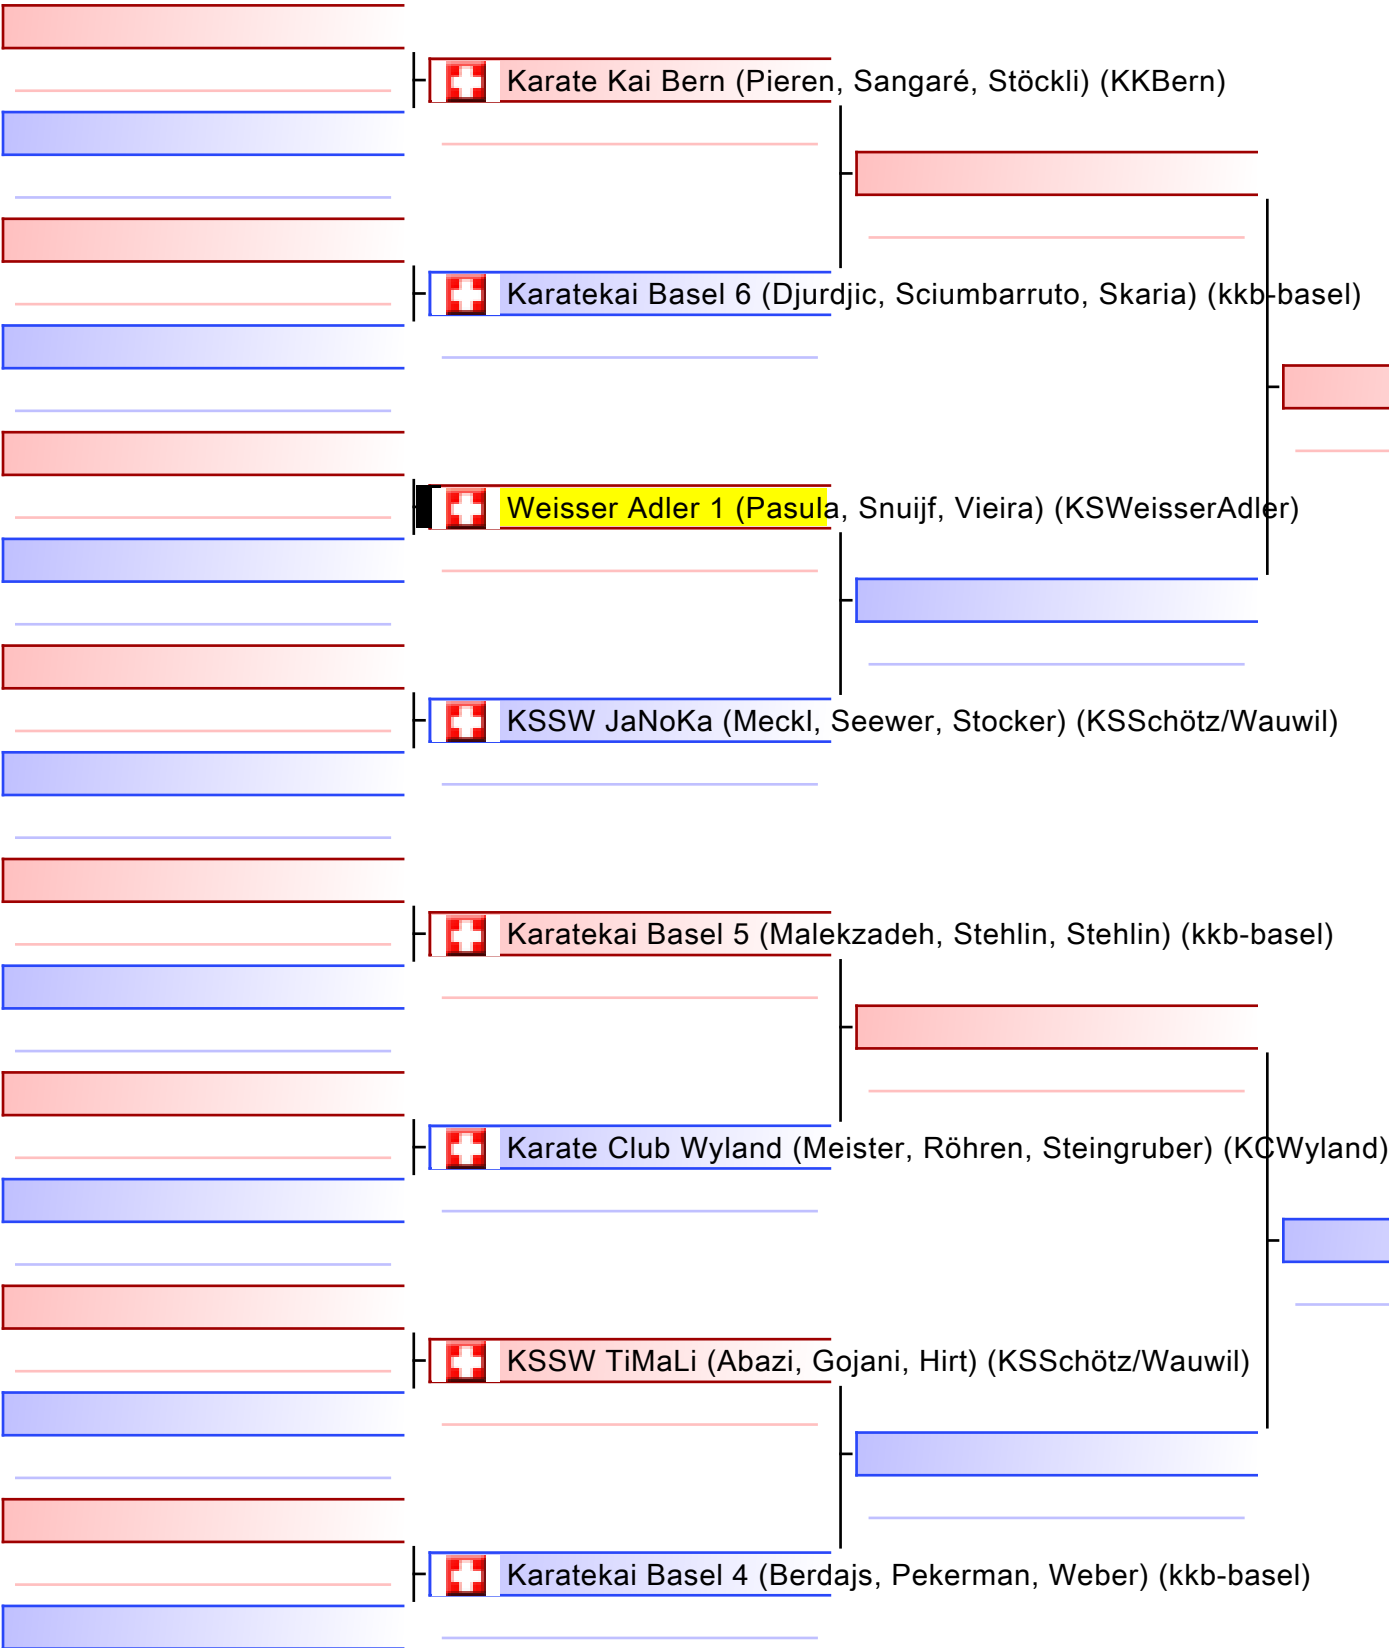 Karate Kai Bern (Pieren, Sangaré, Stöckli) (KKBern)
Karatekai Basel 6 (Djurdjic, Sciumbarruto, Skaria) (kkb-basel)
Weisser Adler 1 (Pasula, Snuijf, Vieira) (KSWeisserAdler)
KSSW JaNoKa (Meckl, Seewer, Stocker) (KSSchötz/Wauwil)
Karatekai Basel 5 (Malekzadeh, Stehlin, Stehlin) (kkb-basel)
Karate Club Wyland (Meister, Röhren, Steingruber) (KCWyland)
KSSW TiMaLi (Abazi, Gojani, Hirt) (KSSchötz/Wauwil)
Karatekai Basel 4 (Berdajs, Pekerman, Weber) (kkb-basel)